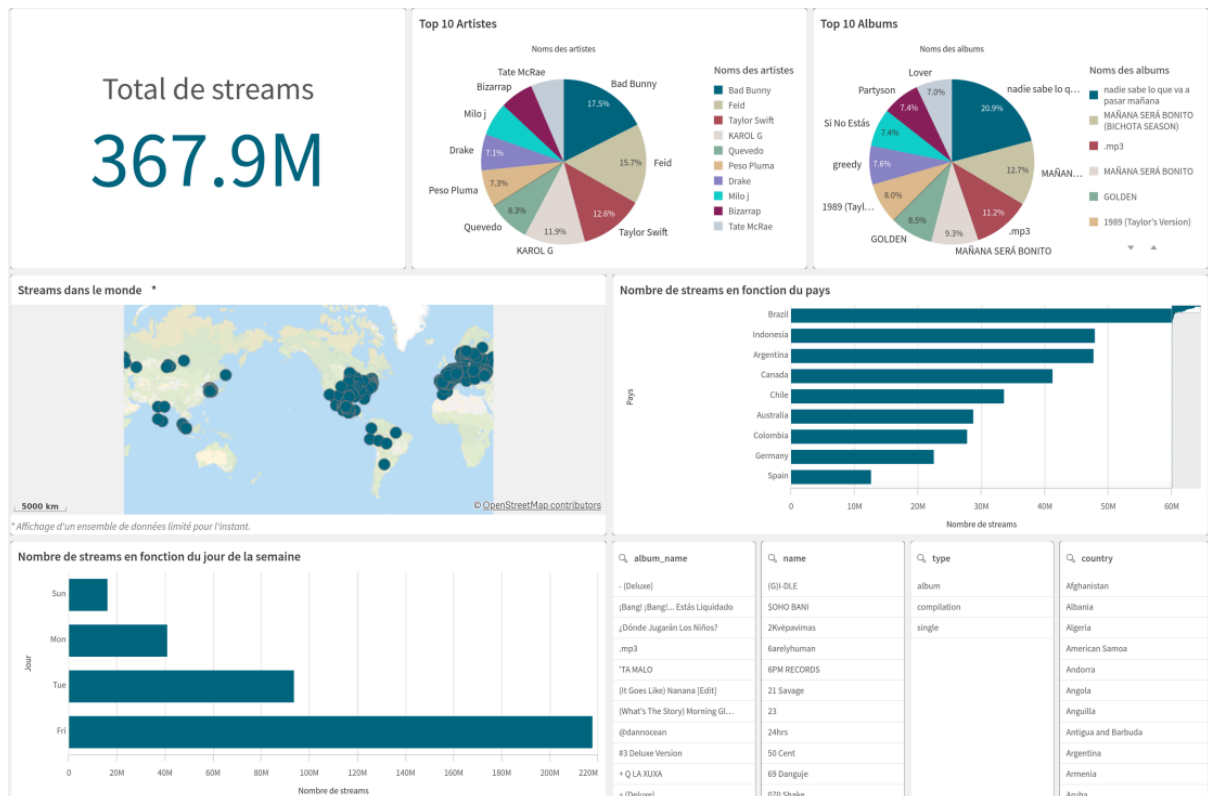 Total de streams
367.9M
Top 10 Artistes
Noms des artistes
Tate McRae
Bizarrap
Milo j
Drake
Peso Pluma
Quevedo
KAROL G
Taylor Swift
Feid
Bad Bunny
17.5%
15.7%
12.6%
11.9%
8.3%
7.3%
7.1%
Noms des artistes
Bad Bunny
Feid
Taylor Swift
KAROL G
Quevedo
Peso Pluma
Drake
Milo j
Bizarrap
Tate McRae
Top 10 Albums
Noms des albums
Lover
Partyson
Si No Estás
greedy
1989 (Tayl...
GOLDEN
MAÑANA SERÁ BONITO
.mp3
MAÑAN...
nadie sabe lo q...
20.9%
12.7%
11.2%
9.3%
8.5%
8.0%
7.6%
7.4%
7.4%
7.0%
Noms des albums
nadie sabe lo que va a
pasar mañana
MAÑANA SERÁ BONITO
(BICHOTA SEASON)
.mp3
MAÑANA SERÁ BONITO
GOLDEN
1989 (Taylor's Version)
Streams dans le monde *
5000 km
© OpenStreetMap contributors
* Affichage d'un ensemble de données limité pour l'instant.
Nombre de streams en fonction du pays
Pays
Brazil
Indonesia
Argentina
Canada
Chile
Australia
Colombia
Germany
Spain
0 10M 20M 30M 40M 50M 60M
Nombre de streams
Nombre de streams en fonction du jour de la semaine
Jour
Sun
Mon
Tue
Fri
0 20M 40M 60M 80M 100M 120M 140M 160M 180M 200M 220M
Nombre de streams
album_name
- (Deluxe)
¡Bang! ¡Bang!... Estás Liquidado
¿Dónde Jugarán Los Niños?
.mp3
'TA MALO
(It Goes Like) Nanana [Edit]
(What's The Story) Morning Gl...
@dannocean
#3 Deluxe Version
+ Q LA XUXA
÷ (Deluxe)
name
(G)I-DLE
$OHO BANI
2Kvėpavimas
6arelyhuman
6PM RECORDS
21 Savage
23
24hrs
50 Cent
69 Danguje
070 Shake
type
album
compilation
single
country
Afghanistan
Albania
Algeria
American Samoa
Andorra
Angola
Anguilla
Antigua and Barbuda
Argentina
Armenia
Aruba